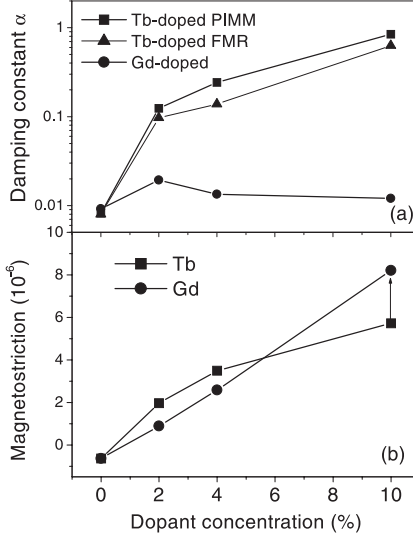 Damping constant α
Tb-doped PIMM
Tb-doped FMR
Gd-doped
1
0.1
0.01
(a)
Magnetostriction (10⁻⁶)
Tb
Gd
10
8
6
4
2
0
(b)
0 2 4 6 8 10
Dopant concentration (%)